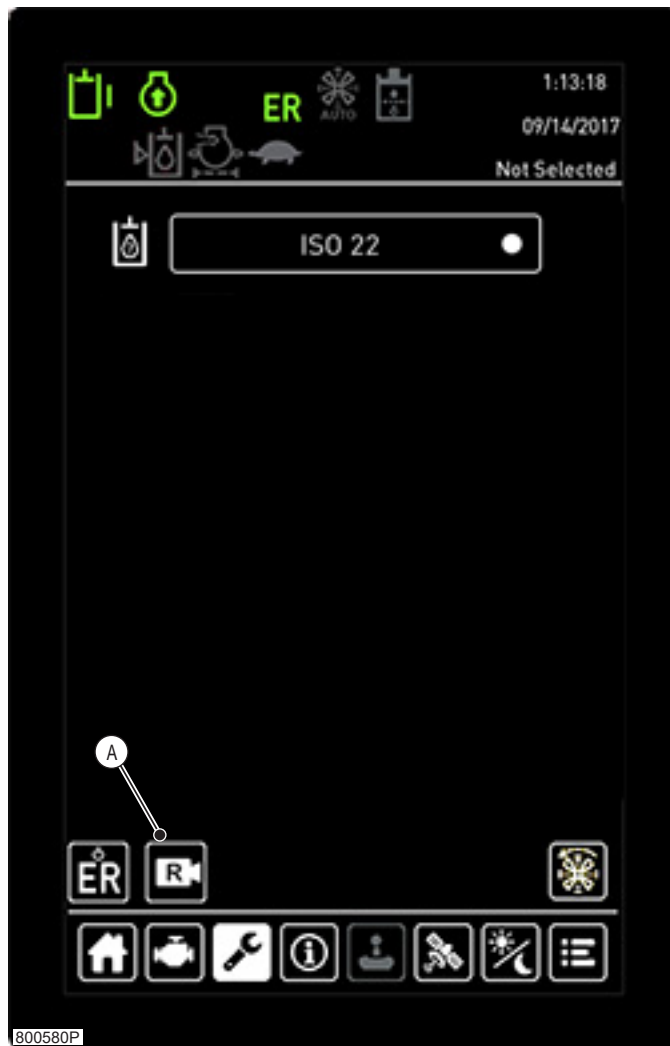 1:13:18
ER
AUTO
09/14/2017
Not Selected
ISO 22
A
ER
R
800580P